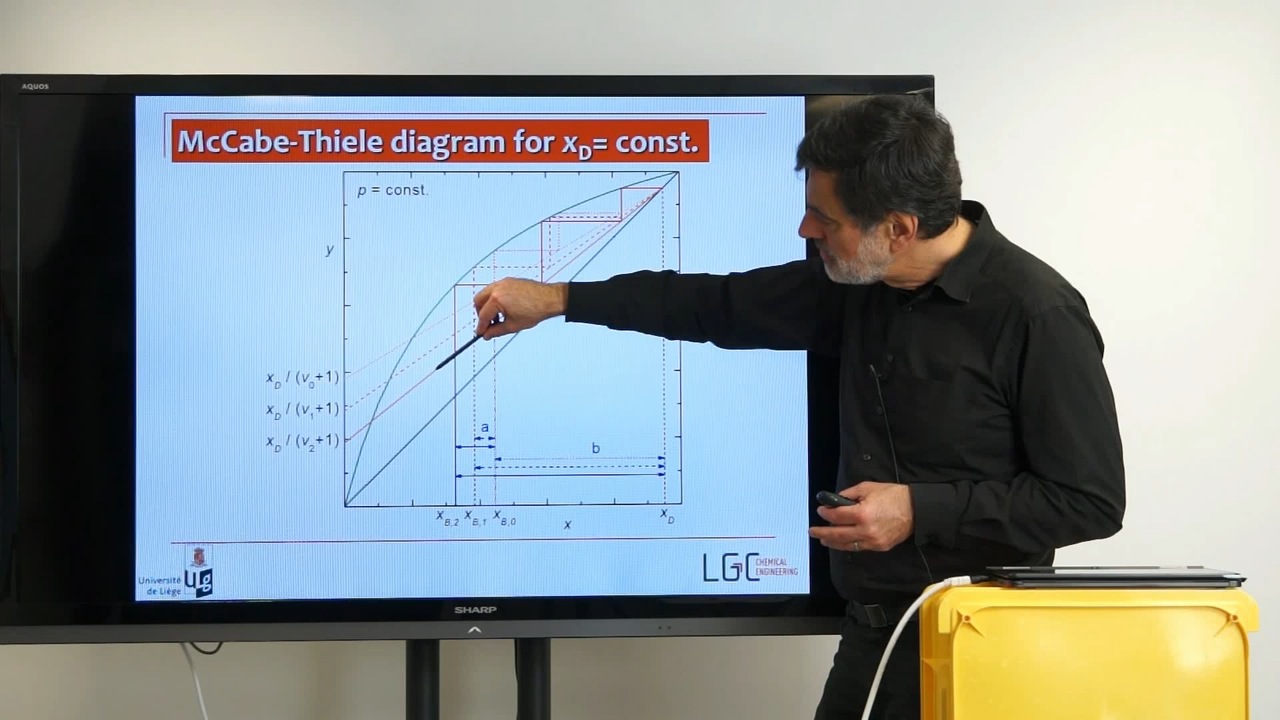 AQUOS
McCabe-Thiele diagram for x_D = const.
p = const.
y
x_D / (v_0+1)
x_D / (v_1+1)
x_D / (v_2+1)
a
b
x_B,2 x_B,1 x_B,0 x_D
x
Université
de Liège
ULg
LGC CHEMICAL
ENGINEERING
SHARP